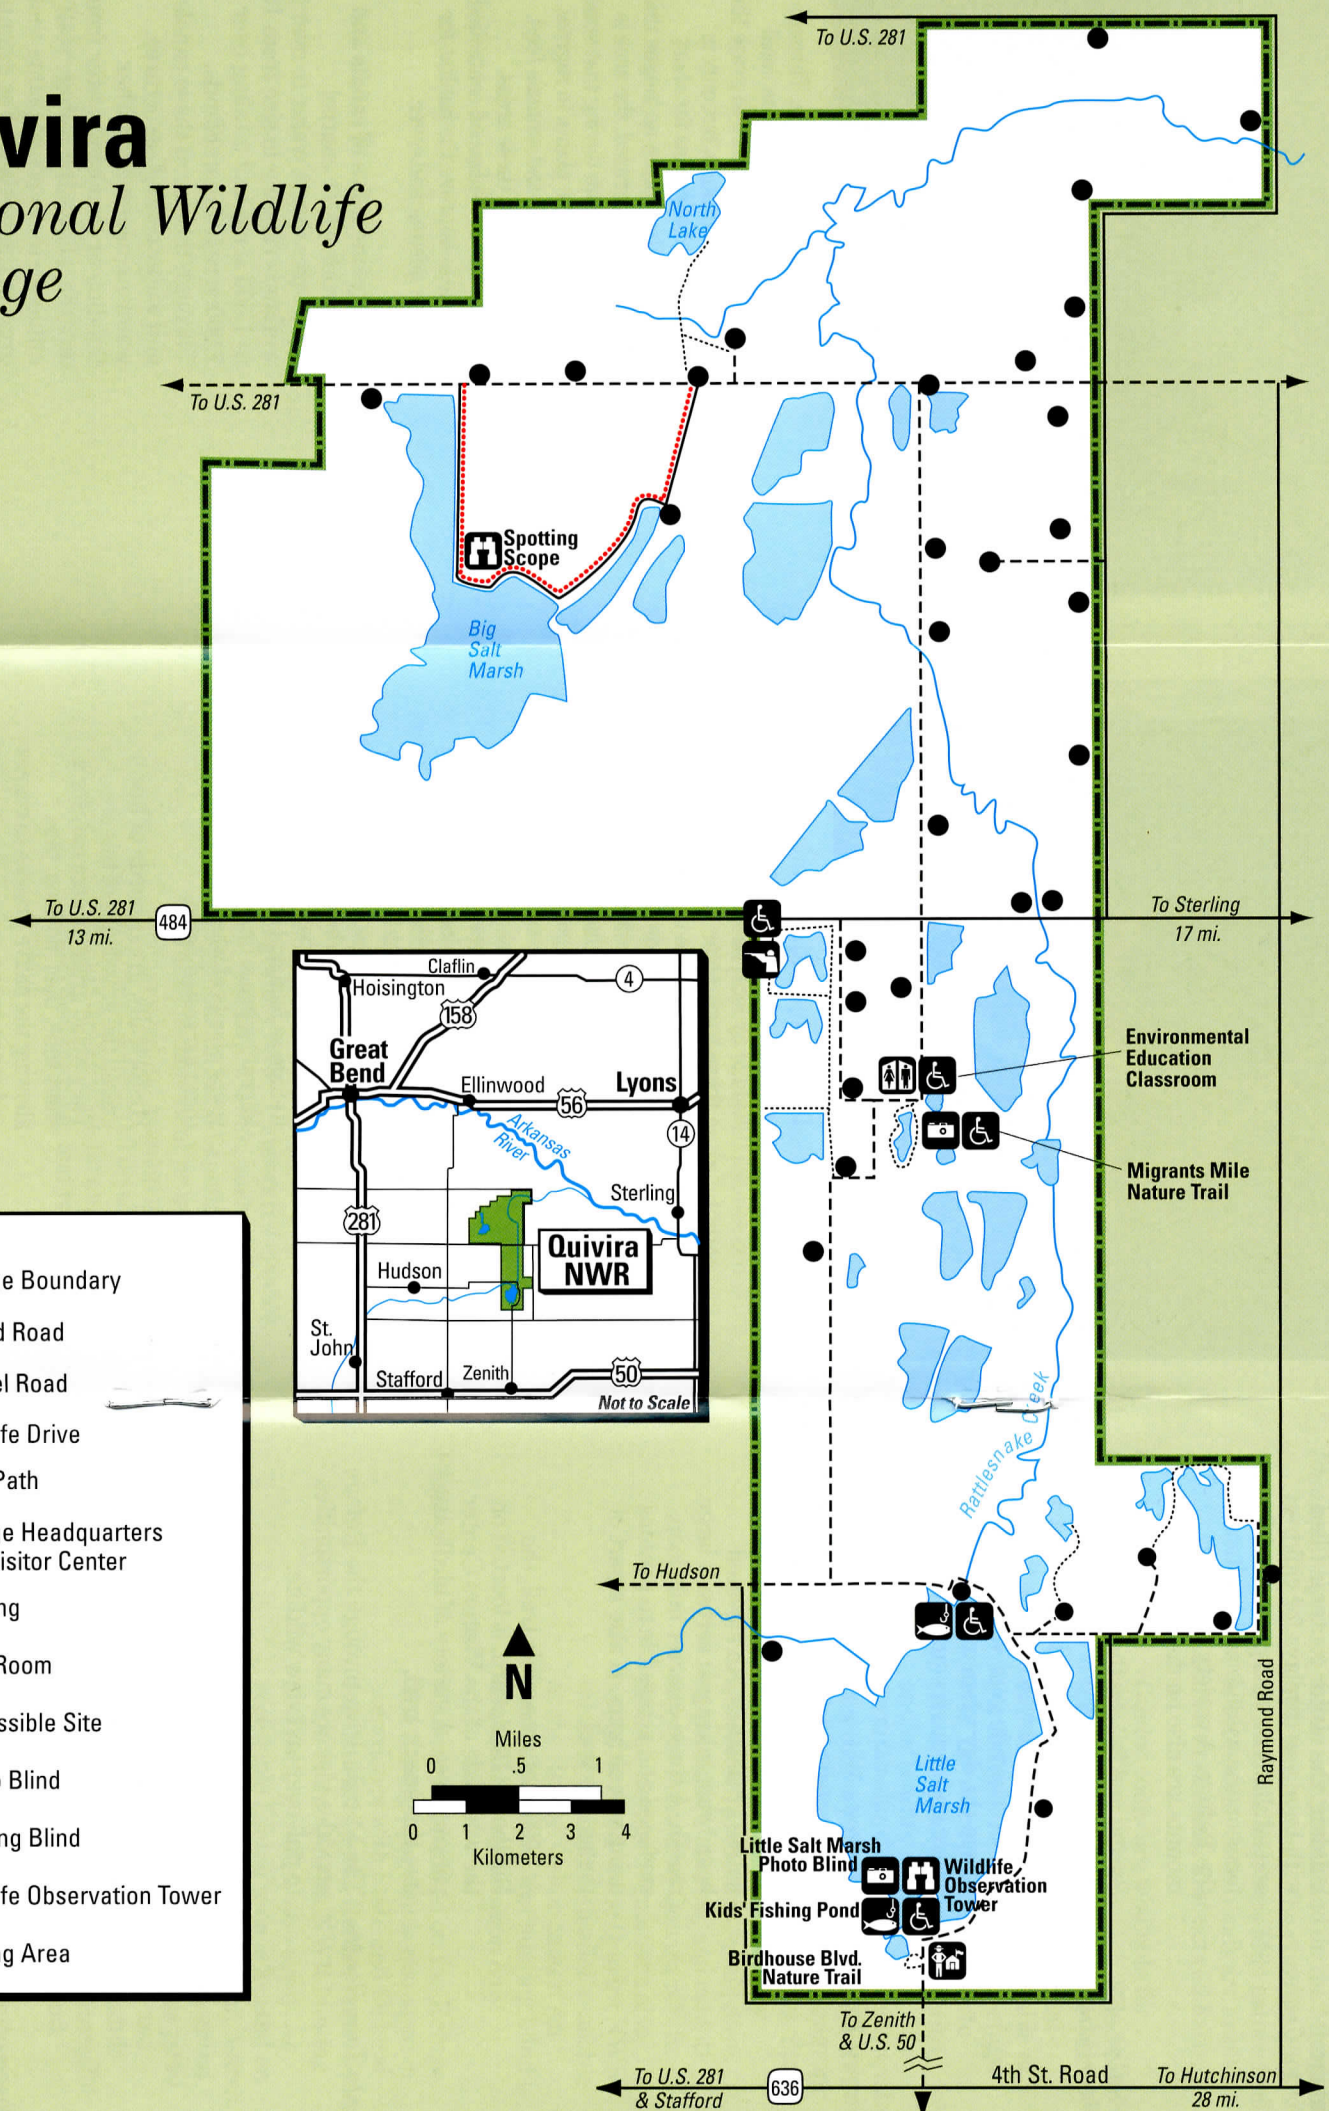 vira
onal Wildlife
ge
To U.S. 281
North
Lake
To U.S. 281
Spotting
Scope
Big
Salt
Marsh
To U.S. 281
13 mi.
484
To Sterling
17 mi.
Claflin
Hoisington
4
158
Great
Bend
Ellinwood
Lyons
56
14
Arkansas
River
Sterling
281
Quivira
NWR
Hudson
St.
John
Stafford
Zenith
50
Not to Scale
Environmental
Education
Classroom
Migrants Mile
Nature Trail
e Boundary
d Road
el Road
fe Drive
Path
e Headquarters
isitor Center
ng
Room
ssible Site
o Blind
ng Blind
fe Observation Tower
ng Area
Rattlesnake Creek
To Hudson
N
Miles
0 .5 1
0 1 2 3 4
Kilometers
Raymond Road
Little
Salt
Marsh
Little Salt Marsh
Photo Blind
Wildlife
Observation
Tower
Kids' Fishing Pond
Birdhouse Blvd.
Nature Trail
To Zenith
& U.S. 50
To U.S. 281
& Stafford
636
4th St. Road
To Hutchinson
28 mi.